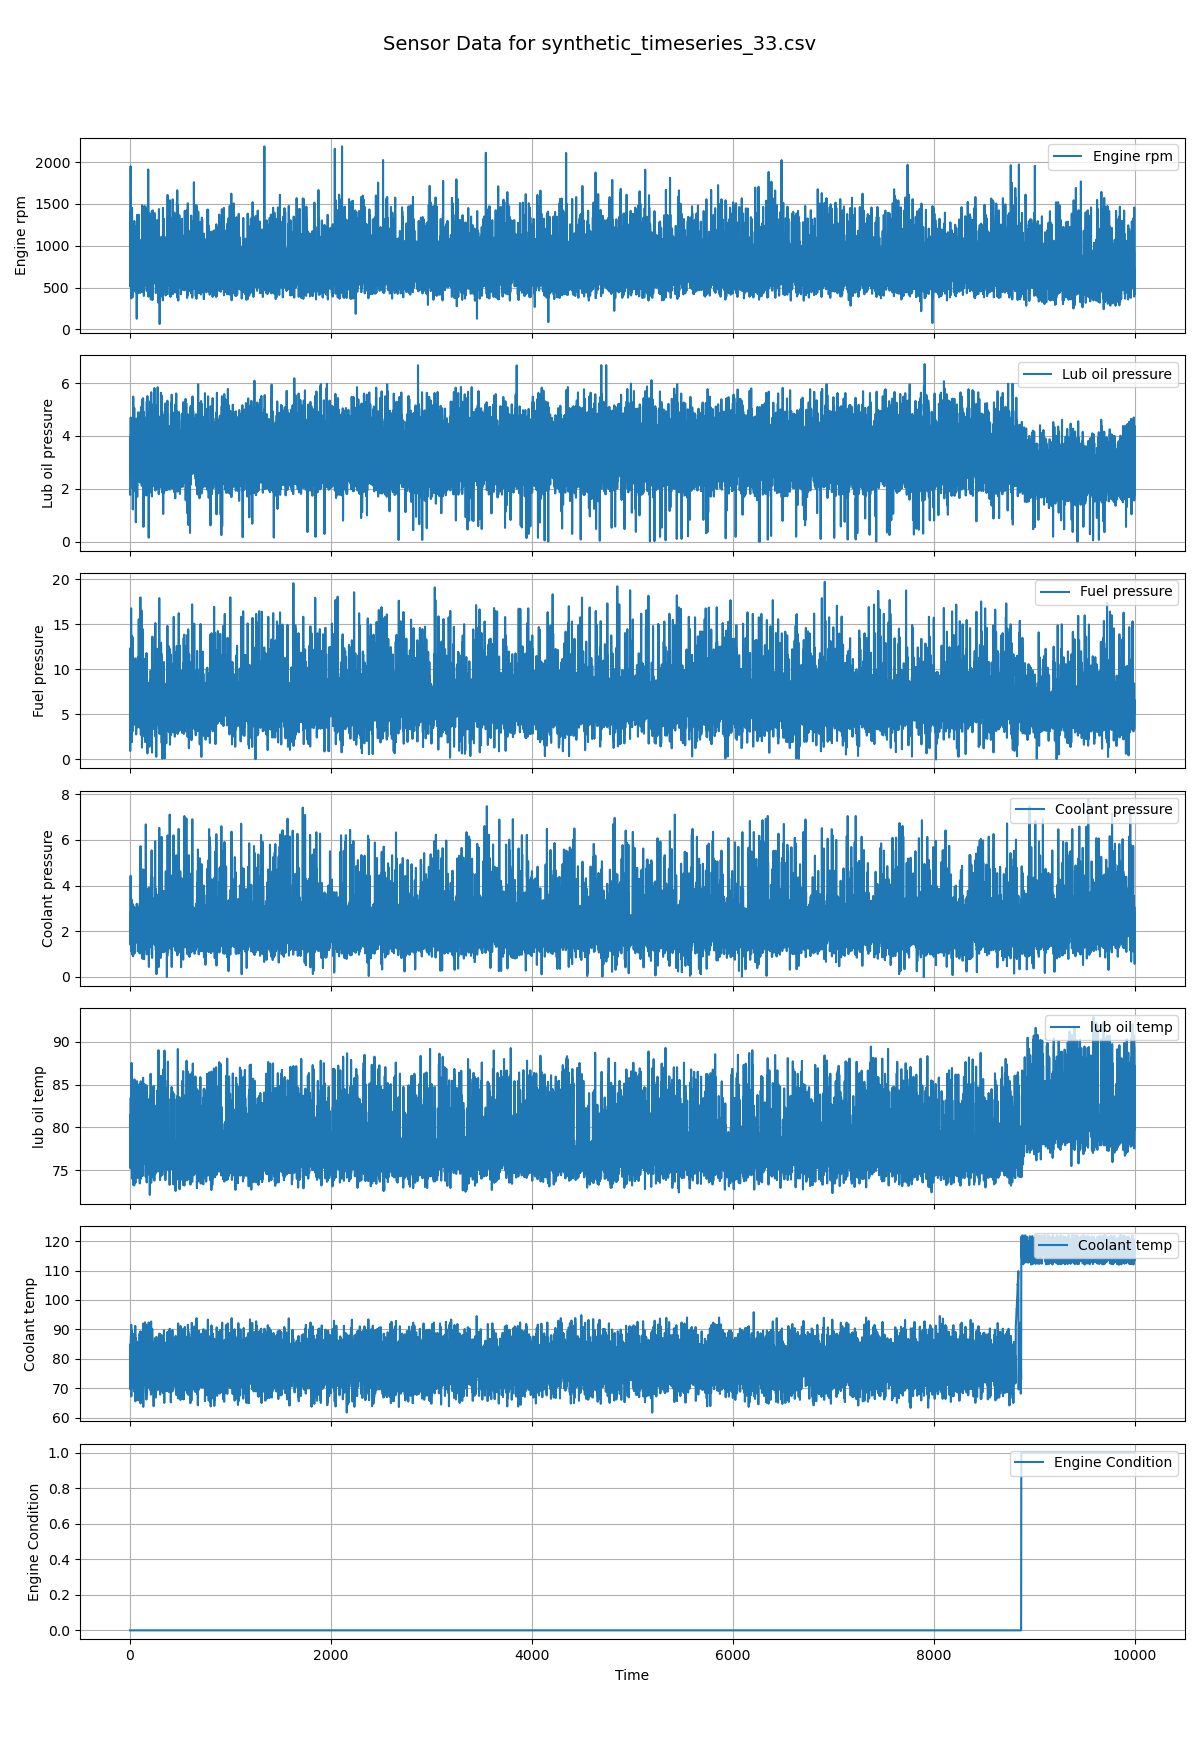 Sensor Data for synthetic_timeseries_33.csv
Engine rpm
2000
1500
1000
500
0
Engine rpm
Lub oil pressure
6
4
2
0
Lub oil pressure
Fuel pressure
20
15
10
5
0
Fuel pressure
Coolant pressure
8
6
4
2
0
Coolant pressure
lub oil temp
90
85
80
75
lub oil temp
Coolant temp
120
110
100
90
80
70
60
Coolant temp
Engine Condition
1.0
0.8
0.6
0.4
0.2
0.0
Engine Condition
0 2000 4000 6000 8000 10000
Time